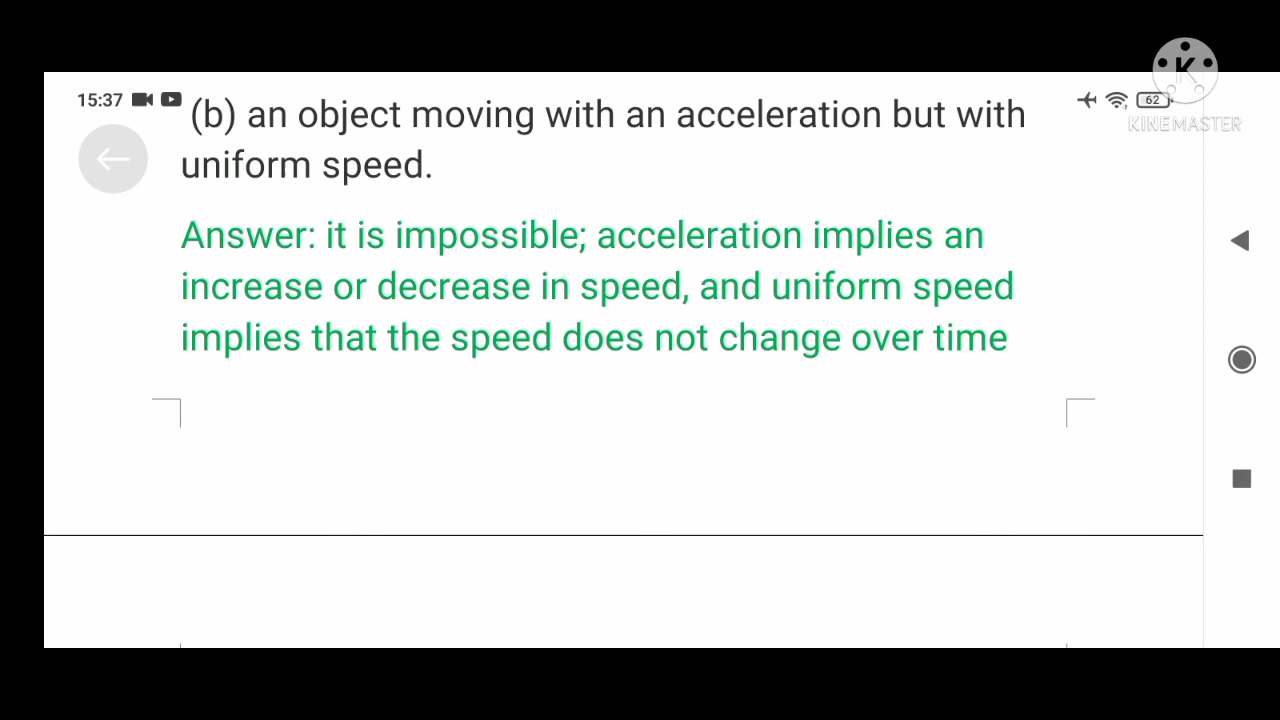 15:37
62
KINEMASTER
(b) an object moving with an acceleration but with
uniform speed.
Answer: it is impossible; acceleration implies an
increase or decrease in speed, and uniform speed
implies that the speed does not change over time